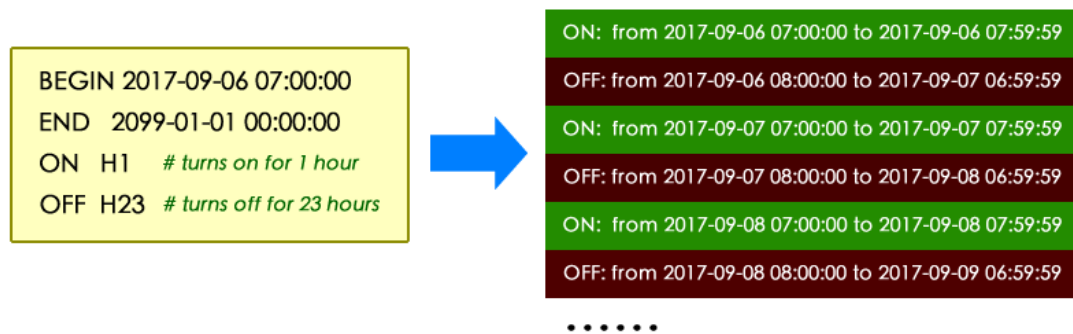 BEGIN 2017-09-06 07:00:00
END 2099-01-01 00:00:00
ON H1 # turns on for 1 hour
OFF H23 # turns off for 23 hours
ON: from 2017-09-06 07:00:00 to 2017-09-06 07:59:59
OFF: from 2017-09-06 08:00:00 to 2017-09-07 06:59:59
ON: from 2017-09-07 07:00:00 to 2017-09-07 07:59:59
OFF: from 2017-09-07 08:00:00 to 2017-09-08 06:59:59
ON: from 2017-09-08 07:00:00 to 2017-09-08 07:59:59
OFF: from 2017-09-08 08:00:00 to 2017-09-09 06:59:59
......